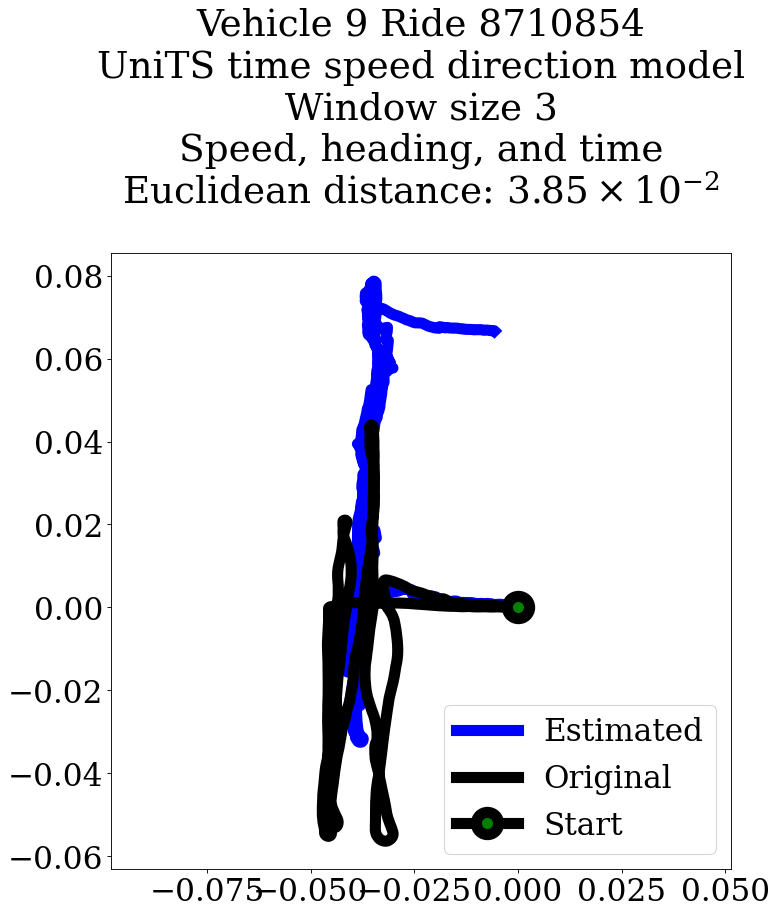 Vehicle 9 Ride 8710854
UniTS time speed direction model
Window size 3
Speed, heading, and time
Euclidean distance: 3.85 × 10⁻²
0.08
0.06
0.04
0.02
0.00
−0.02
−0.04
−0.06
−0.075 −0.050 −0.025 0.000 0.025 0.050
Estimated
Original
Start